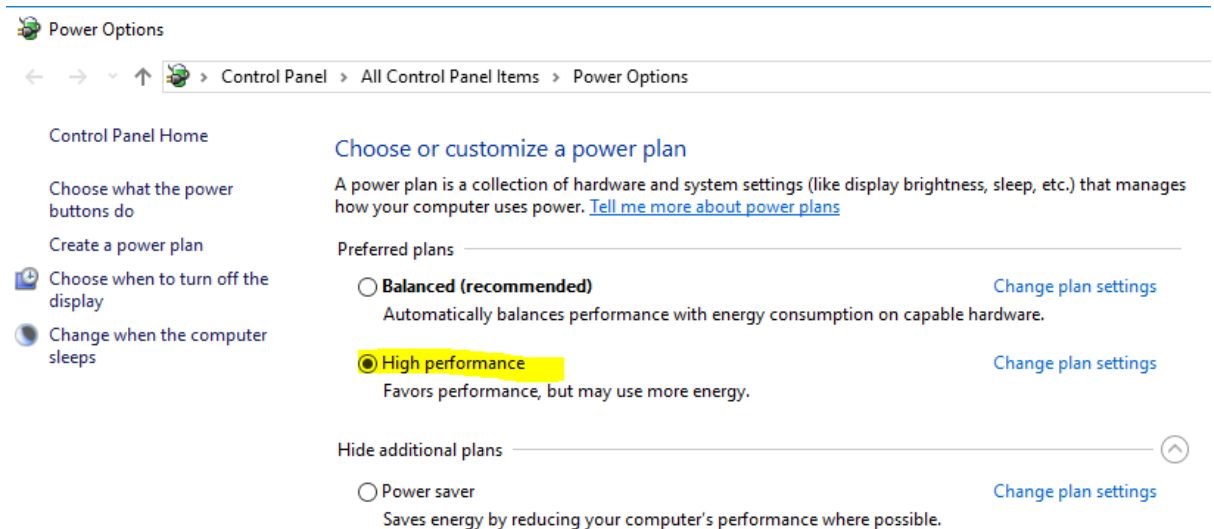 Power Options
Control Panel > All Control Panel Items > Power Options
Control Panel Home
Choose what the power
buttons do
Create a power plan
Choose when to turn off the
display
Change when the computer
sleeps
Choose or customize a power plan
A power plan is a collection of hardware and system settings (like display brightness, sleep, etc.) that manages
how your computer uses power. Tell me more about power plans
Preferred plans
Balanced (recommended) Change plan settings
Automatically balances performance with energy consumption on capable hardware.
High performance Change plan settings
Favors performance, but may use more energy.
Hide additional plans
Power saver Change plan settings
Saves energy by reducing your computer's performance where possible.